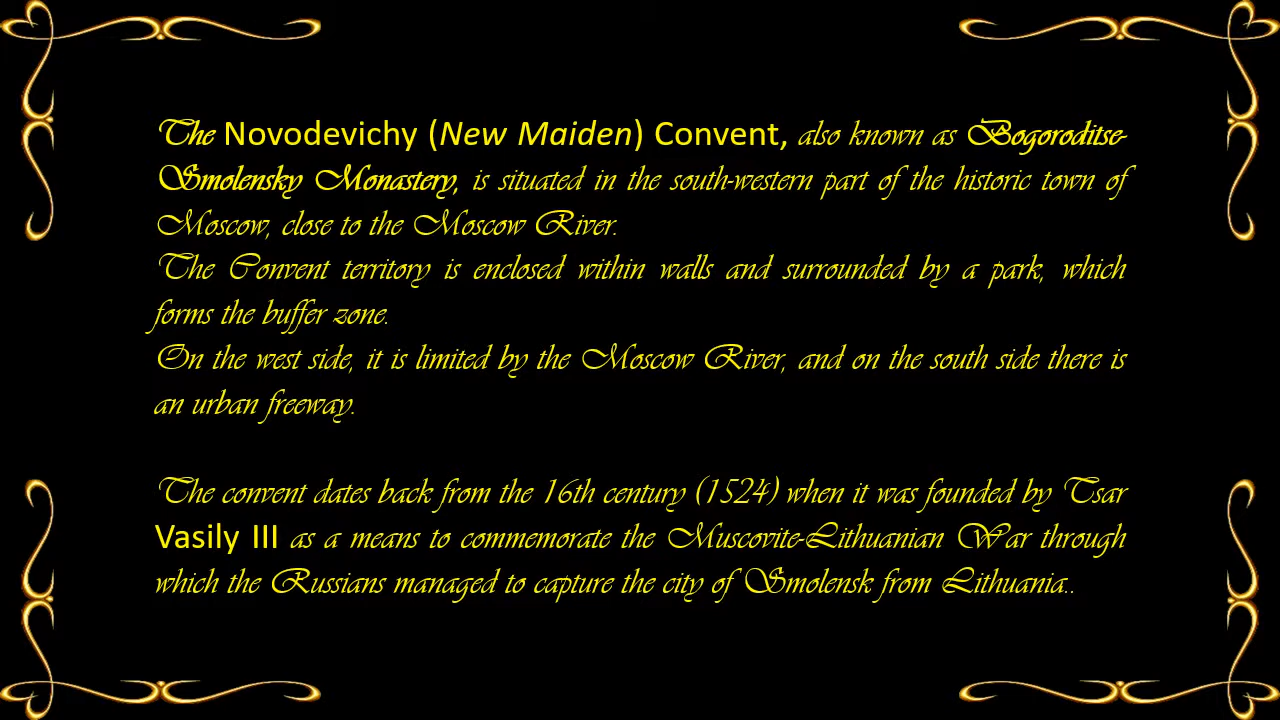 The Novodevichy (New Maiden) Convent, also known as Bogoroditse-
Smolensky Monastery, is situated in the south-western part of the historic town of
Moscow, close to the Moscow River.
The Convent territory is enclosed within walls and surrounded by a park, which
forms the buffer zone.
On the west side, it is limited by the Moscow River, and on the south side there is
an urban freeway.
The convent dates back from the 16th century (1524) when it was founded by Tsar
Vasily III as a means to commemorate the Muscovite-Lithuanian War through
which the Russians managed to capture the city of Smolensk from Lithuania..